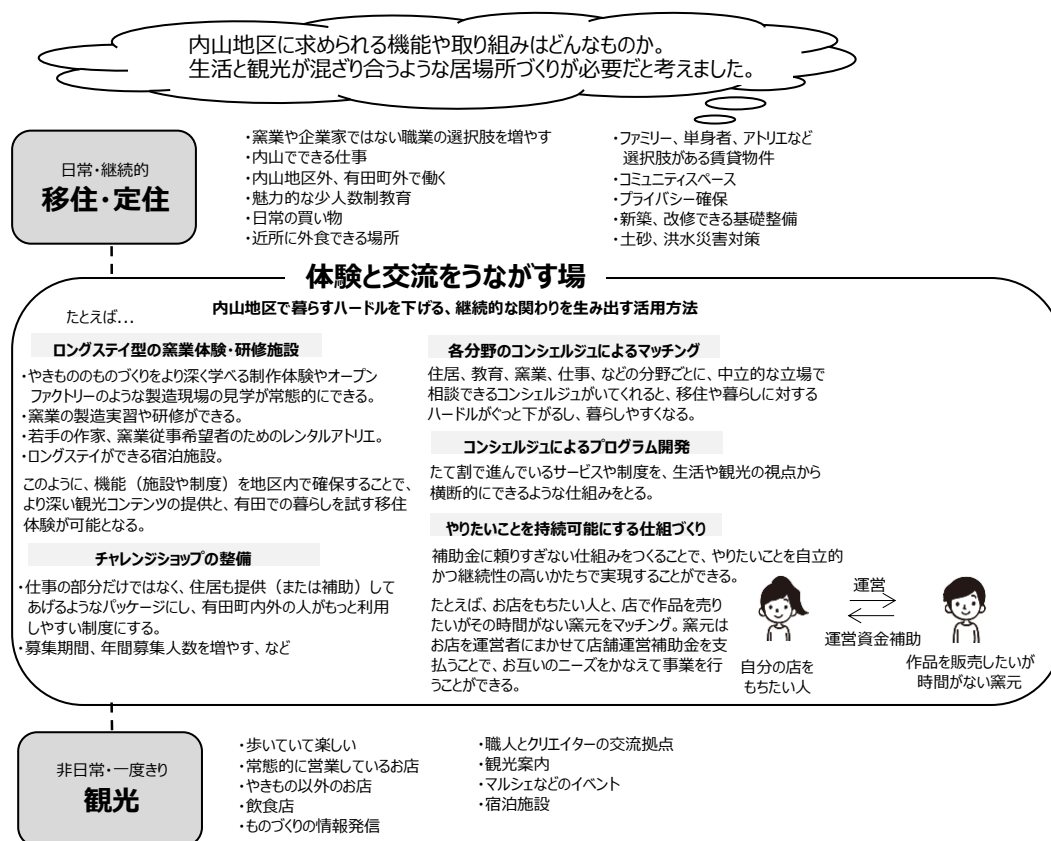 内山地区に求められる機能や取り組みはどんなものか。
生活と観光が混ざり合うような居場所づくりが必要だと考えました。
日常・継続的
移住・定住
・窯業や企業家ではない職業の選択肢を増やす
・内山でできる仕事
・内山地区外、有田町外で働く
・魅力的な少人数制教育
・日常の買い物
・近所に外食できる場所
・ファミリー、単身者、アトリエなど
選択肢がある賃貸物件
・コミュニティスペース
・プライバシー確保
・新築、改修できる基礎整備
・土砂、洪水災害対策
体験と交流をうながす場
内山地区で暮らすハードルを下げる、継続的な関わりを生み出す活用方法
たとえば…
ロングステイ型の窯業体験・研修施設
・やきもののものづくりをより深く学べる制作体験やオープン
ファクトリーのような製造現場の見学が常態的にできる。
・窯業の製造実習や研修ができる。
・若手の作家、窯業従事希望者のためのレンタルアトリエ。
・ロングステイができる宿泊施設。
このように、機能（施設や制度）を地区内で確保することで、
より深い観光コンテンツの提供と、有田での暮らしを試す移住
体験が可能となる。
チャレンジショップの整備
・仕事の部分だけではなく、住居も提供（または補助）して
あげるようなパッケージにし、有田町内外の人がもっと利用
しやすい制度にする。
・募集期間、年間募集人数を増やす、など
各分野のコンシェルジュによるマッチング
住居、教育、窯業、仕事、などの分野ごとに、中立的な立場で
相談できるコンシェルジュがいてくれると、移住や暮らしに対する
ハードルがぐっと下がるし、暮らしやすくなる。
コンシェルジュによるプログラム開発
たて割で進んでいるサービスや制度を、生活や観光の視点から
横断的にできるような仕組みをとる。
やりたいことを持続可能にする仕組づくり
補助金に頼りすぎない仕組みをつくることで、やりたいことを自立的
かつ継続性の高いかたちで実現することができる。
たとえば、お店をもちたい人と、店で作品を売り
たいがその時間がない窯元をマッチング。窯元は
お店を運営者にまかせて店舗運営補助金を支
払うことで、お互いのニーズをかなえて事業を行
うことができる。
運営
運営資金補助
自分の店を
もちたい人
作品を販売したいが
時間がない窯元
非日常・一度きり
観光
・歩いていて楽しい
・常態的に営業しているお店
・やきもの以外のお店
・飲食店
・ものづくりの情報発信
・職人とクリエイターの交流拠点
・観光案内
・マルシェなどのイベント
・宿泊施設